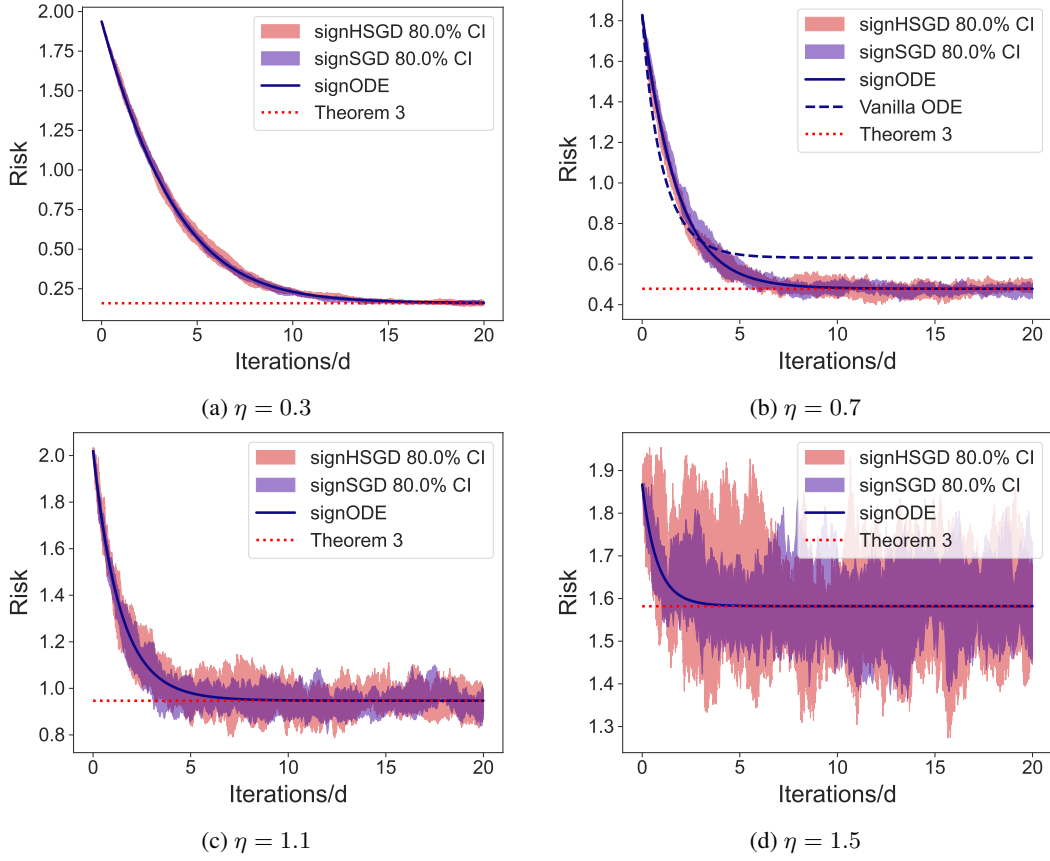 2.00
1.75
1.50
1.25
1.00
0.75
0.50
0.25
Risk
signHSGD 80.0% CI
signSGD 80.0% CI
signODE
Theorem 3
0 5 10 15 20
Iterations/d
(a) η = 0.3
1.8
1.6
1.4
1.2
1.0
0.8
0.6
0.4
Risk
signHSGD 80.0% CI
signSGD 80.0% CI
signODE
Vanilla ODE
Theorem 3
0 5 10 15 20
Iterations/d
(b) η = 0.7
2.0
1.8
1.6
1.4
1.2
1.0
0.8
Risk
signHSGD 80.0% CI
signSGD 80.0% CI
signODE
Theorem 3
0 5 10 15 20
Iterations/d
(c) η = 1.1
1.9
1.8
1.7
1.6
1.5
1.4
1.3
Risk
signHSGD 80.0% CI
signSGD 80.0% CI
signODE
Theorem 3
0 5 10 15 20
Iterations/d
(d) η = 1.5